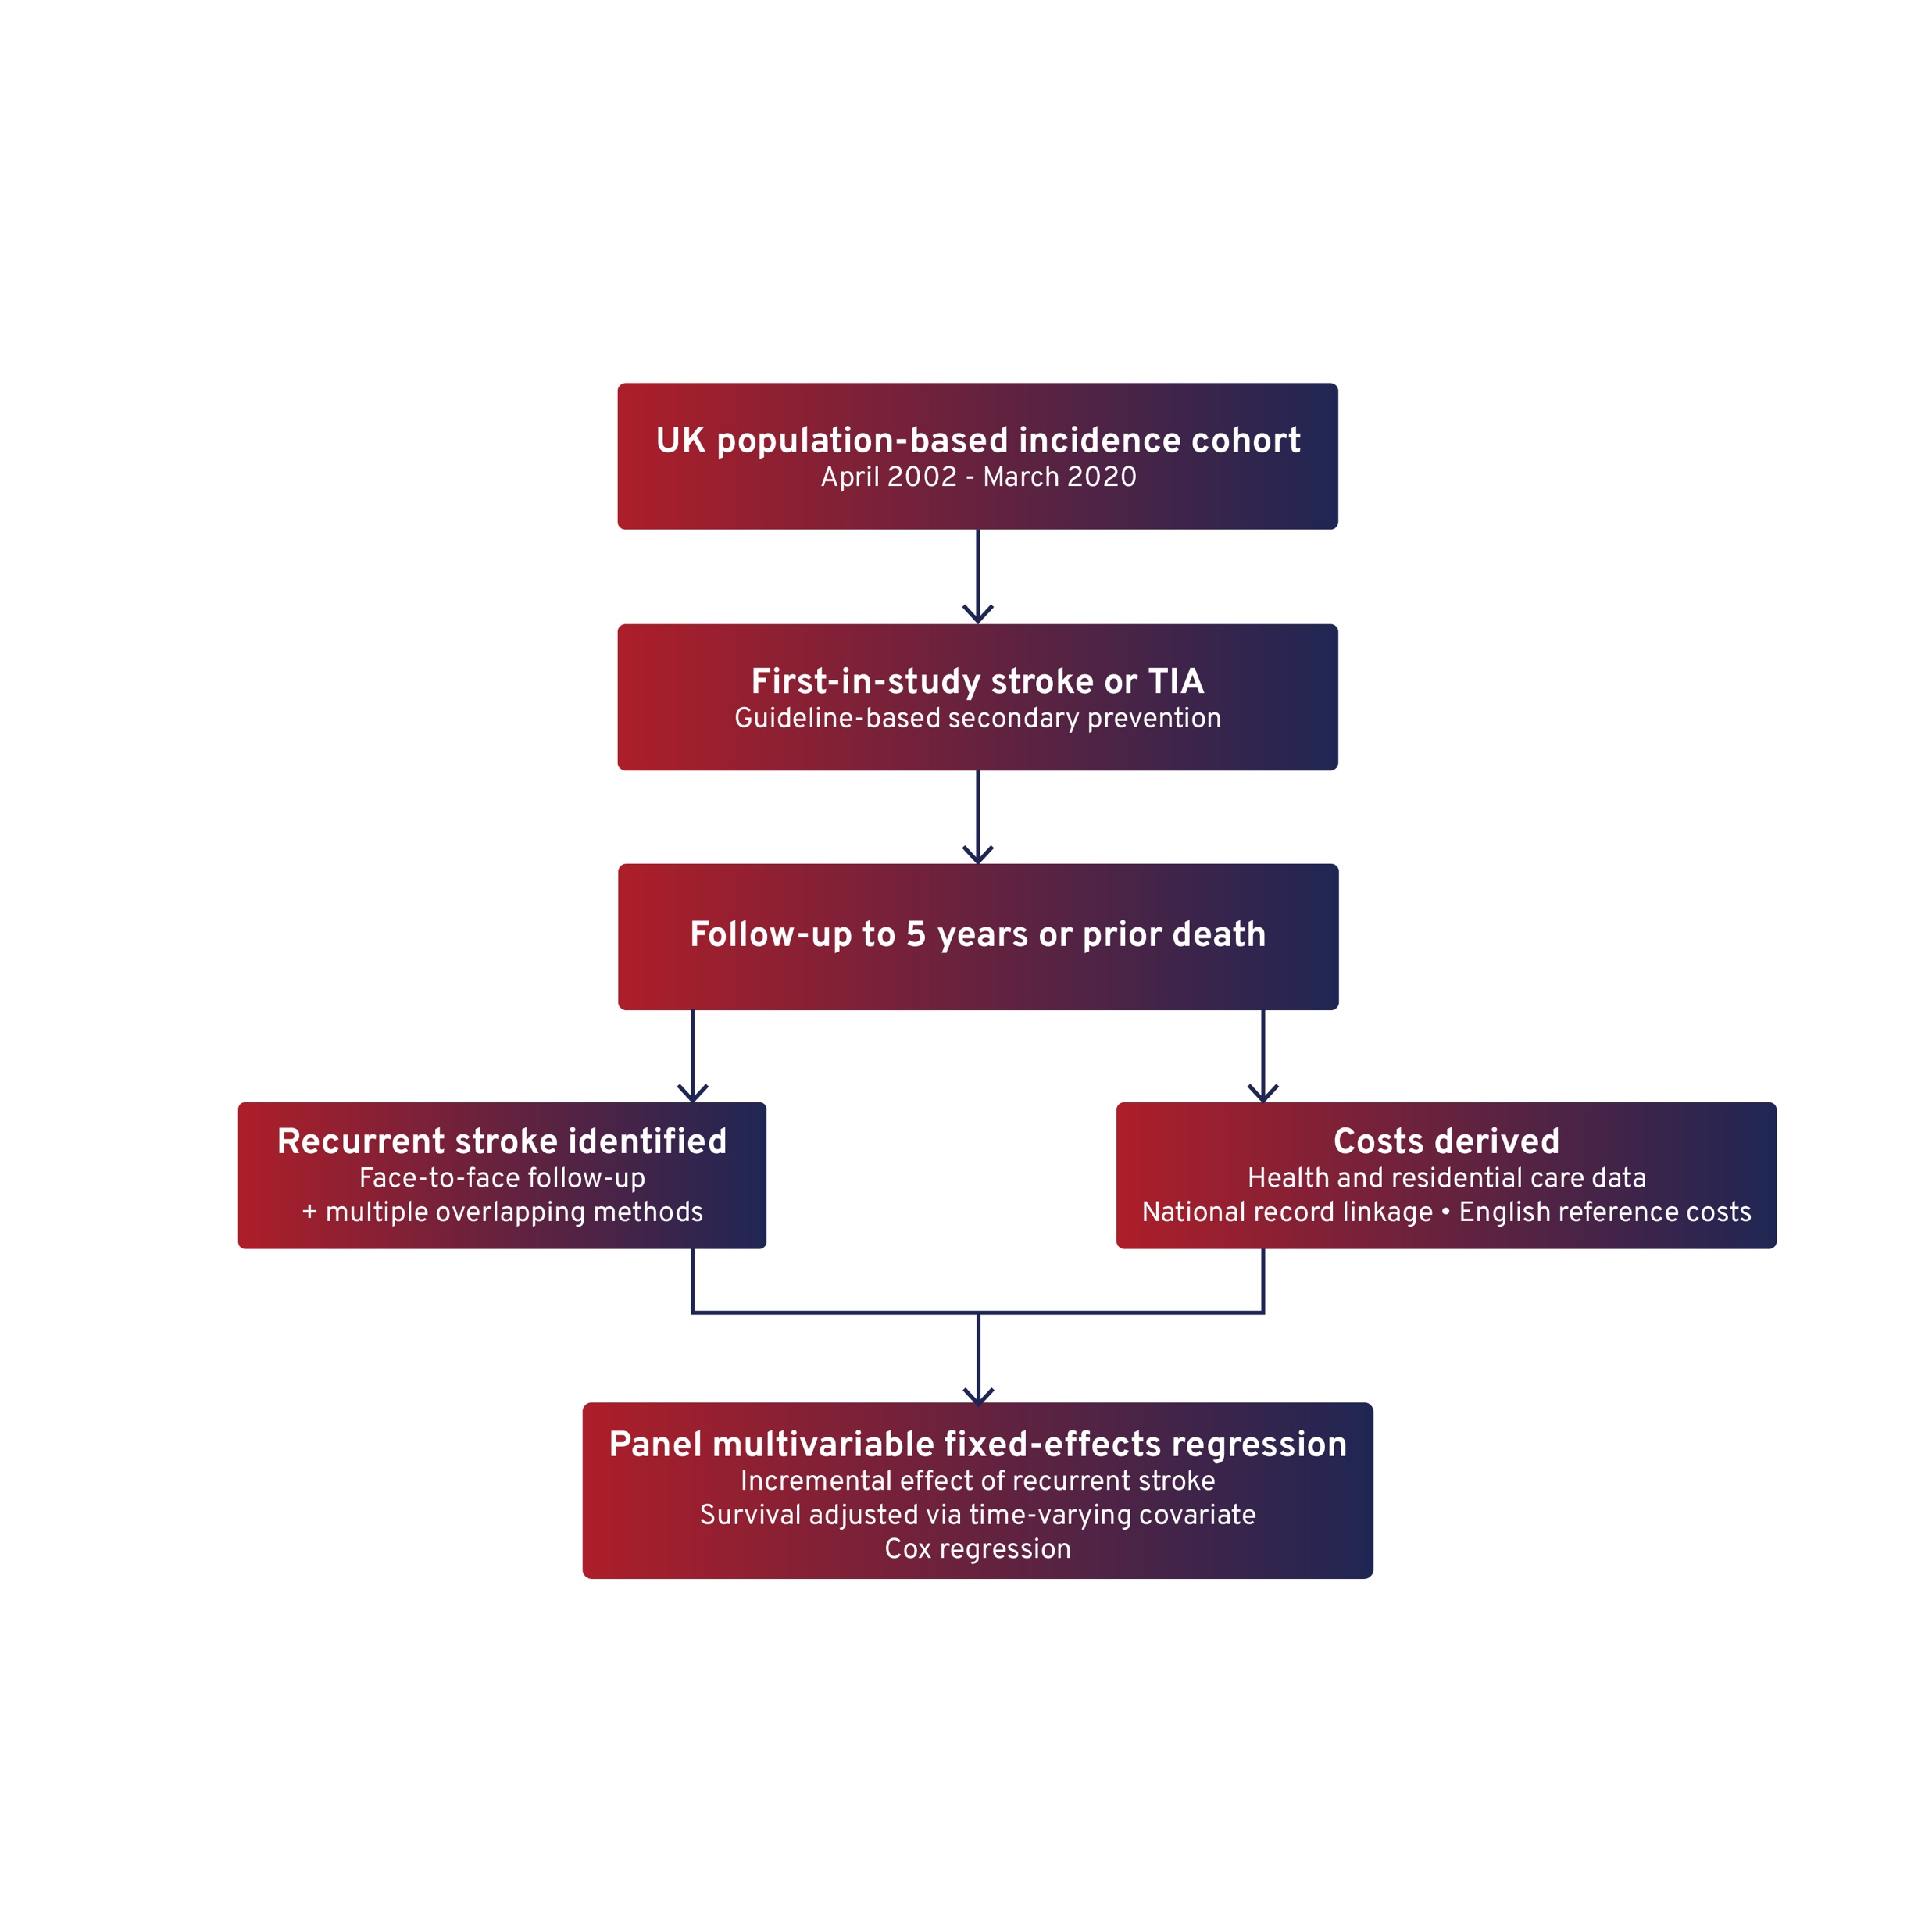 UK population-based incidence cohort
April 2002 - March 2020
First-in-study stroke or TIA
Guideline-based secondary prevention
Follow-up to 5 years or prior death
Recurrent stroke identified
Face-to-face follow-up
+ multiple overlapping methods
Costs derived
Health and residential care data
National record linkage • English reference costs
Panel multivariable fixed-effects regression
Incremental effect of recurrent stroke
Survival adjusted via time-varying covariate
Cox regression